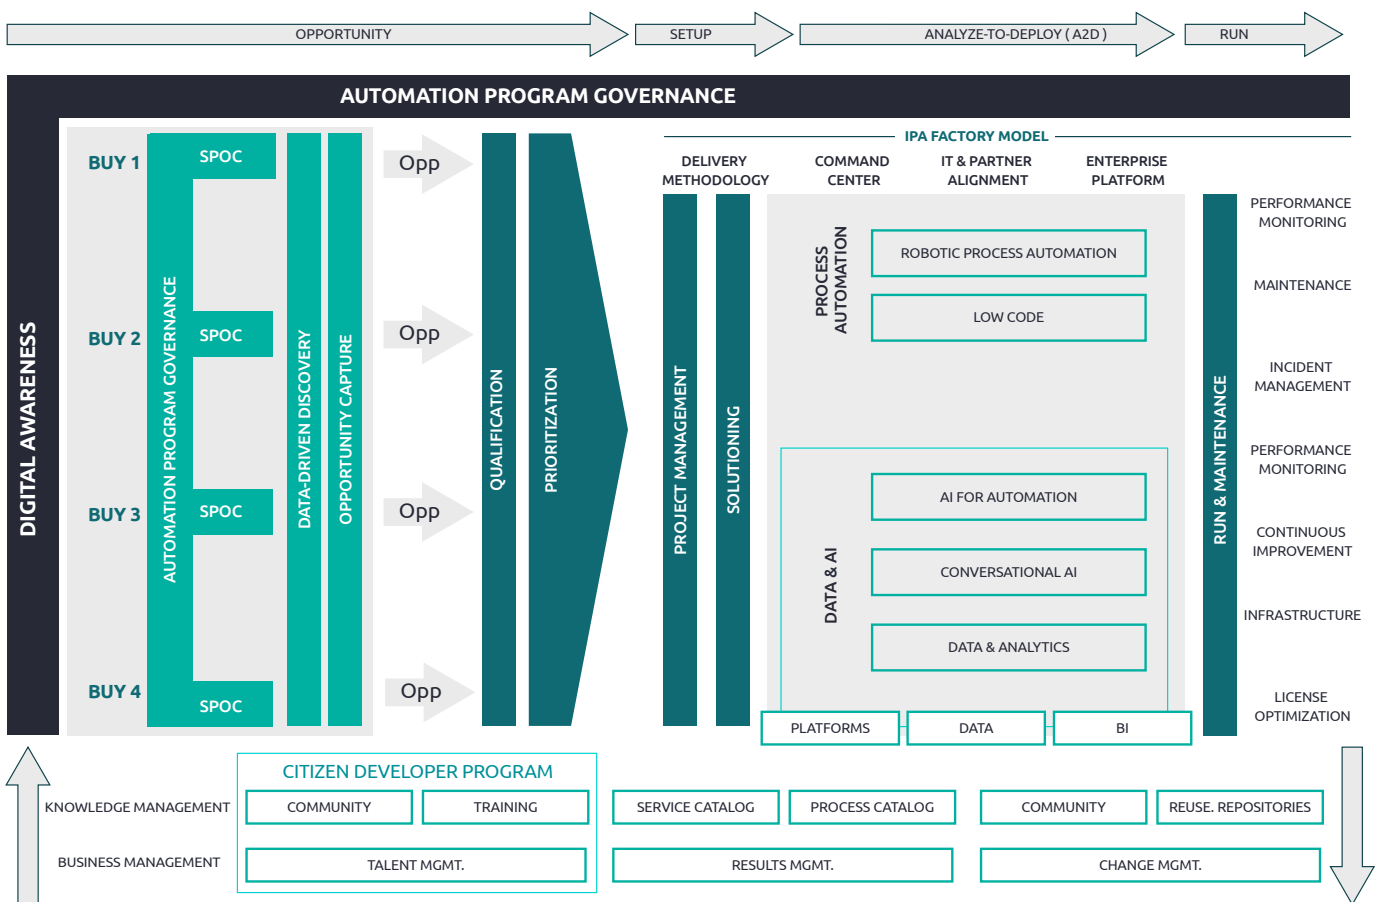 OPPORTUNITY
SETUP
ANALYZE-TO-DEPLOY ( A2D )
RUN
AUTOMATION PROGRAM GOVERNANCE
DIGITAL AWARENESS
BUY 1
BUY 2
BUY 3
BUY 4
AUTOMATION PROGRAM GOVERNANCE
SPOC
SPOC
SPOC
SPOC
DATA-DRIVEN DISCOVERY
OPPORTUNITY CAPTURE
Opp
Opp
Opp
Opp
QUALIFICATION
PRIORITIZATION
IPA FACTORY MODEL
DELIVERY
METHODOLOGY
COMMAND
CENTER
IT & PARTNER
ALIGNMENT
ENTERPRISE
PLATFORM
PROJECT MANAGEMENT
SOLUTIONING
PROCESS
AUTOMATION
ROBOTIC PROCESS AUTOMATION
LOW CODE
DATA & AI
AI FOR AUTOMATION
CONVERSATIONAL AI
DATA & ANALYTICS
PLATFORMS
DATA
BI
RUN & MAINTENANCE
PERFORMANCE
MONITORING
MAINTENANCE
INCIDENT
MANAGEMENT
PERFORMANCE
MONITORING
CONTINUOUS
IMPROVEMENT
INFRASTRUCTURE
LICENSE
OPTIMIZATION
CITIZEN DEVELOPER PROGRAM
KNOWLEDGE MANAGEMENT
COMMUNITY
TRAINING
SERVICE CATALOG
PROCESS CATALOG
COMMUNITY
REUSE. REPOSITORIES
BUSINESS MANAGEMENT
TALENT MGMT.
RESULTS MGMT.
CHANGE MGMT.